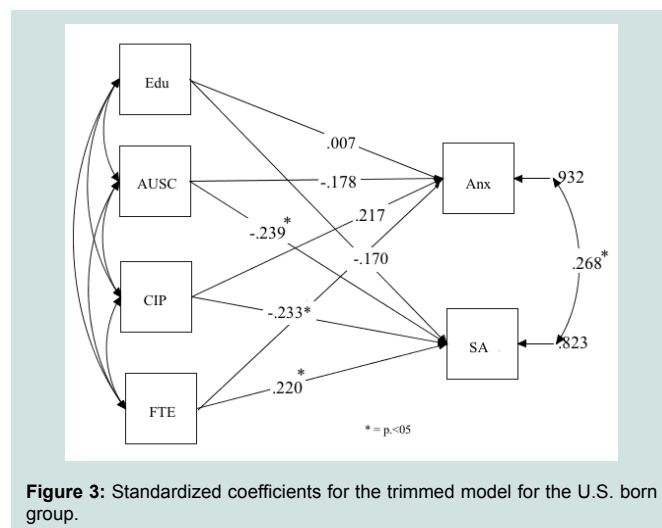 Edu
.007
AUSC
-.178
Anx
.932
.217
-.239*
-.170
.268*
CIP
-.233*
SA
.823
.220*
FTE
* = p.<05
Figure 3: Standardized coefficients for the trimmed model for the U.S. born
group.